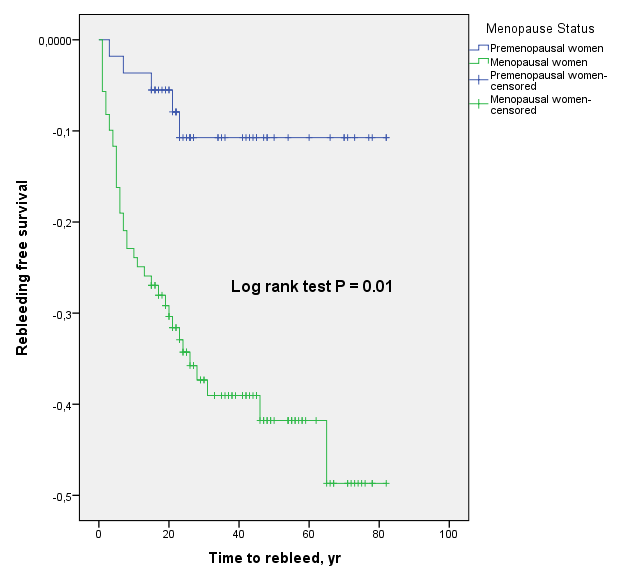 Menopause Status
Premenopausal women
Menopausal women
Premenopausal women-
censored
Menopausal women-
censored
0,0000
-0,1
-0,2
-0,3
-0,4
-0,5
Rebleeding free survival
Log rank test P = 0.01
0 20 40 60 80 100
Time to rebleed, yr